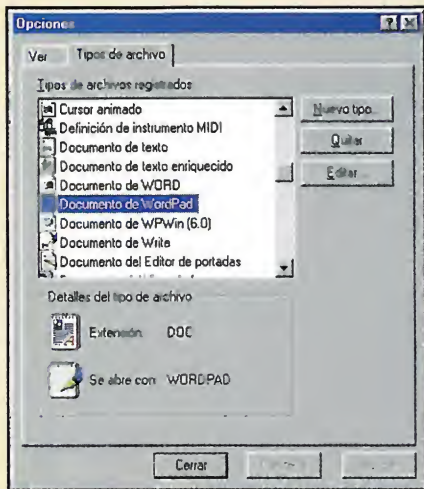 Opciones
Ver Tipos de archivo
Tipos de archivos registrados
Cursor animado
Definición de instrumento MIDI
Documento de texto
Documento de texto enriquecido
Documento de WORD
Documento de WordPad
Documento de WPWin (6.0)
Documento de Write
Documento del Editor de portadas
Nuevo tipo...
Quitar
Editar...
Detalles del tipo de archivo
Extensión: DOC
Se abre con: WORDPAD
Cerrar